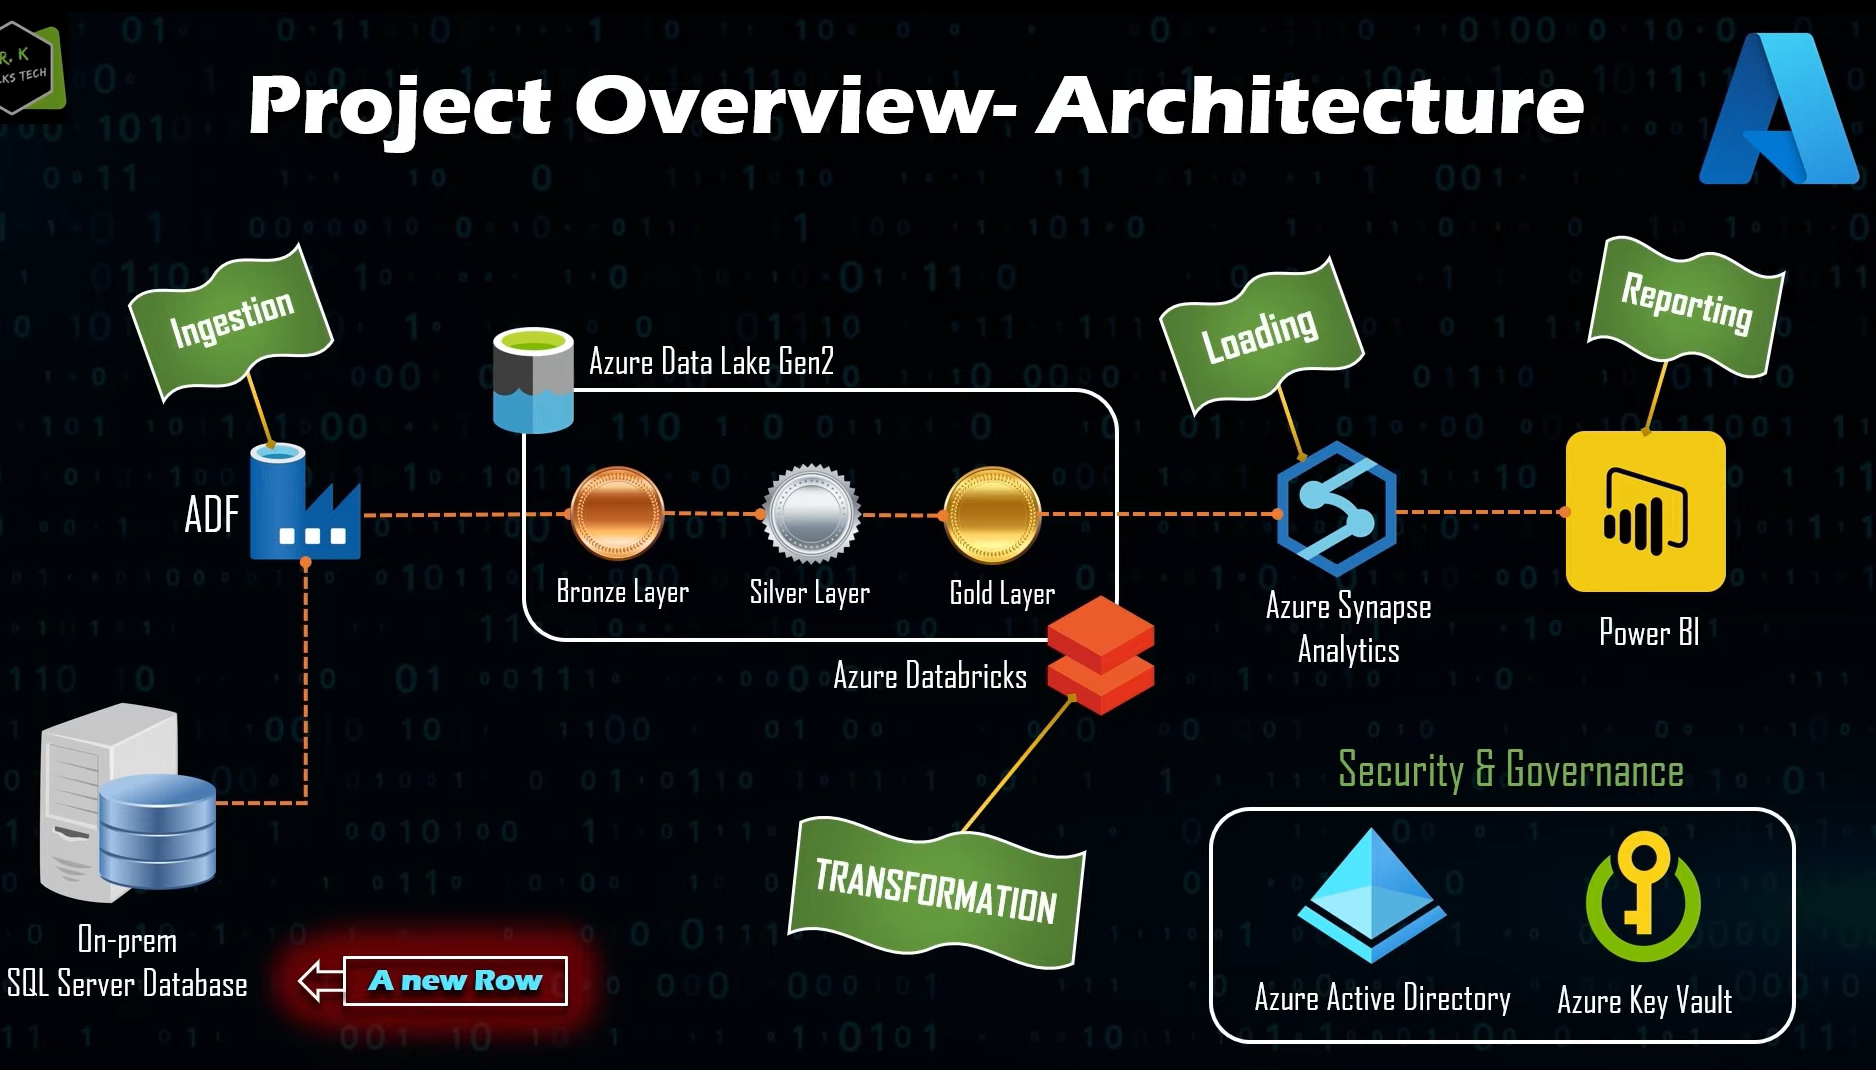 R. K
LKS TECH
Project Overview- Architecture
Ingestion
Loading
Reporting
Azure Data Lake Gen2
ADF
Bronze Layer
Silver Layer
Gold Layer
Azure Synapse
Analytics
Power BI
Azure Databricks
TRANSFORMATION
Security & Governance
On-prem
SQL Server Database
A new Row
Azure Active Directory
Azure Key Vault